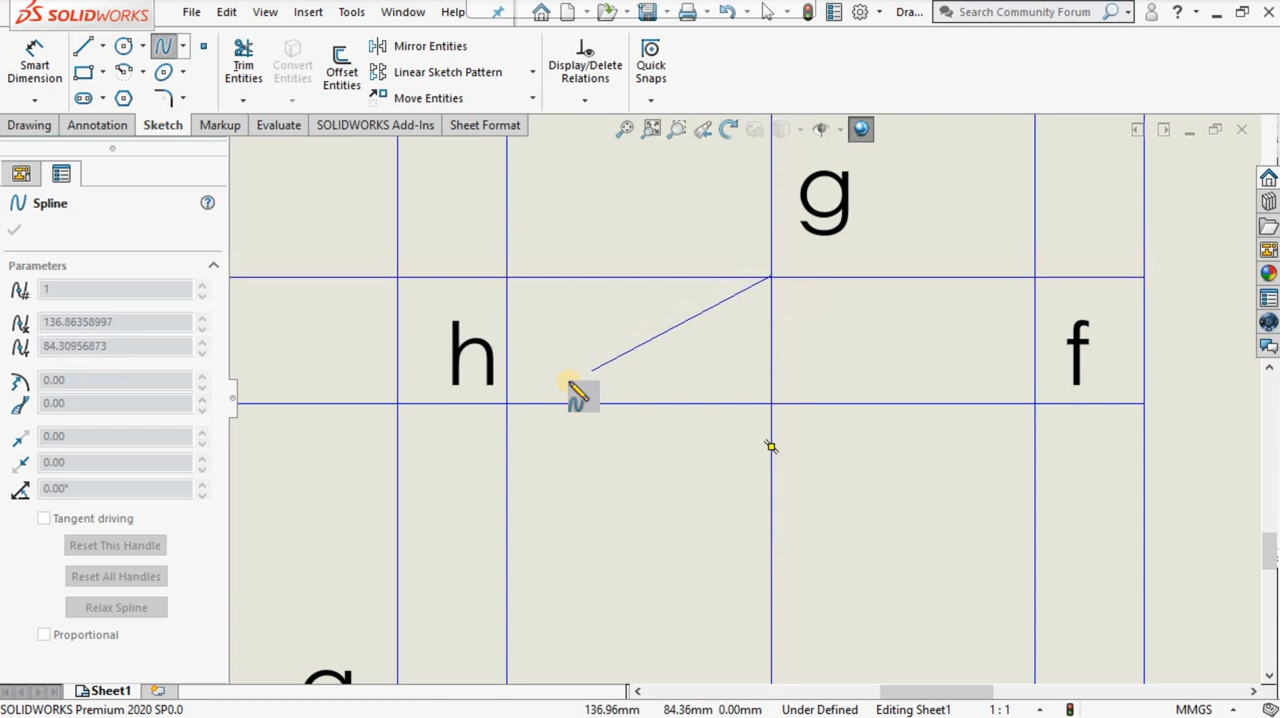 SOLIDWORKS File Edit View Insert Tools Window Help Dra... Search Community Forum ?
Smart Dimension
Trim Entities
Convert Entities
Offset Entities
Mirror Entities
Linear Sketch Pattern
Move Entities
Display/Delete Relations
Quick Snaps
Drawing Annotation Sketch Markup Evaluate SOLIDWORKS Add-Ins Sheet Format
Spline ?
Parameters
1
136.86358997
84.30956873
0.00
0.00
0.00
0.00
0.00°
Tangent driving
Reset This Handle
Reset All Handles
Relax Spline
Proportional
g
h
f
Sheet1
SOLIDWORKS Premium 2020 SP0.0 136.96mm 84.36mm 0.00mm Under Defined Editing Sheet1 1 : 1 MMGS